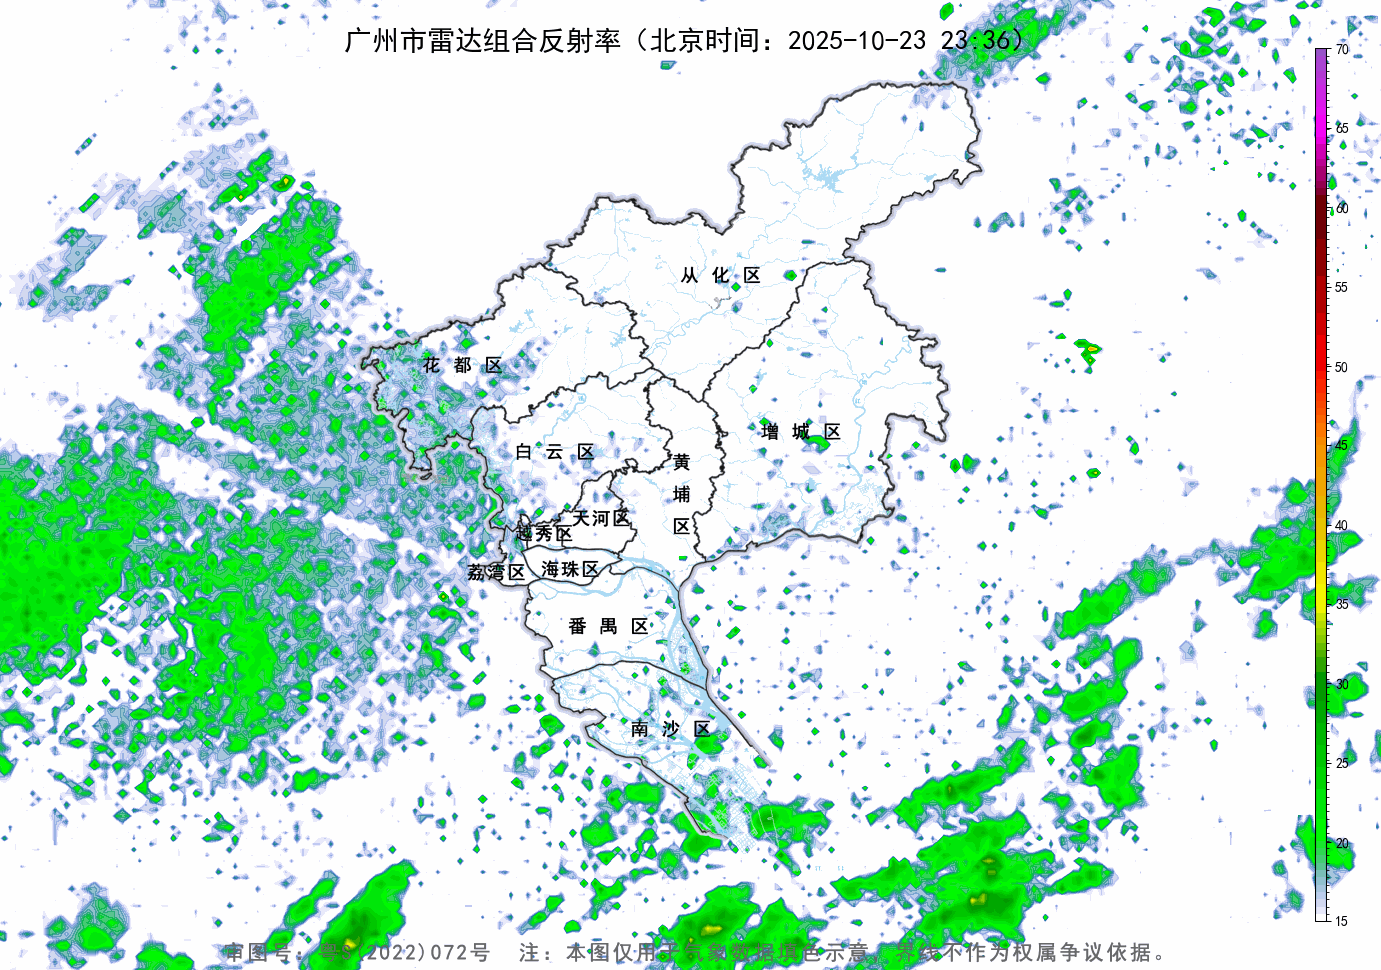 广州市雷达组合反射率（北京时间：2025-10-23 23:36）
70
65
60
55
50
45
40
35
30
25
20
15
从化区
花都区
增城区
白云区
黄埔区
天河区
越秀区
海珠区
荔湾区
番禺区
南沙区
审图号：粤S(2022)072号 注：本图仅用于气象数据填色示意，界线不作为权属争议依据。